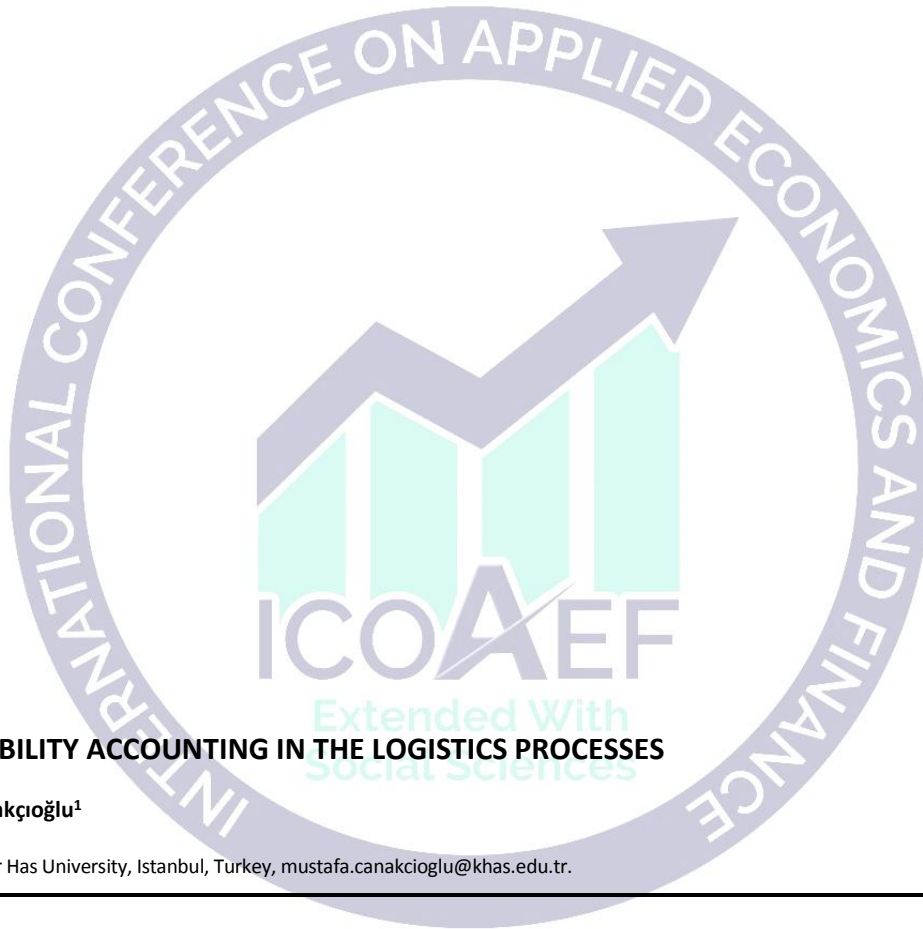 INTERNATIONAL CONFERENCE ON APPLIED ECONOMICS AND FINANCE
ICOAEF
Extended With
Social Sciences
BILITY ACCOUNTING IN THE LOGISTICS PROCESSES
kçıoğlu¹
Has University, Istanbul, Turkey, mustafa.canakcioglu@khas.edu.tr.